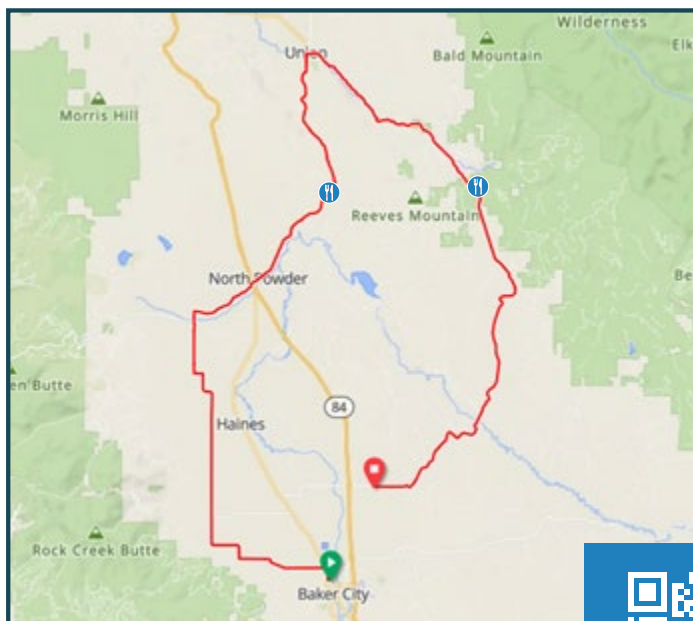 Wilderness
Union
Bald Mountain
Elk
Morris Hill
Reeves Mountain
North Powder
Be
en Butte
84
Haines
Rock Creek Butte
Baker City